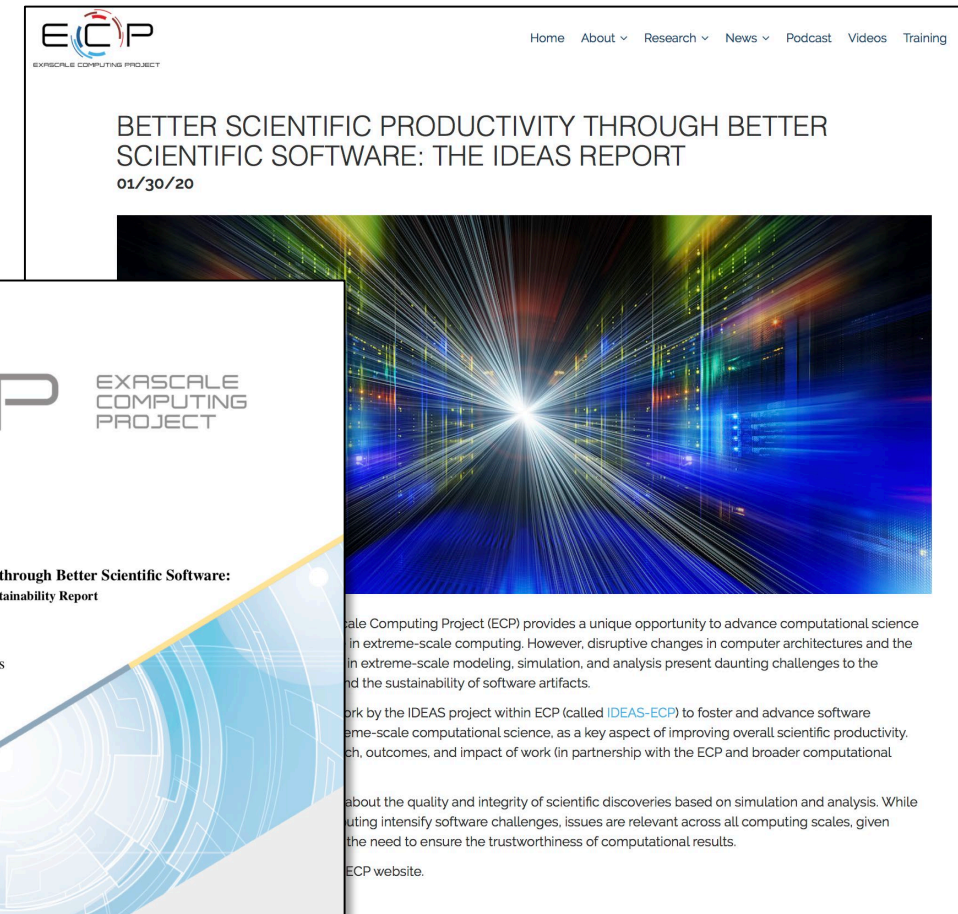 ECP
EXASCALE COMPUTING PROJECT
Home About Research News Podcast Videos Training
BETTER SCIENTIFIC PRODUCTIVITY THROUGH BETTER
SCIENTIFIC SOFTWARE: THE IDEAS REPORT
01/30/20
P
EXASCALE
COMPUTING
PROJECT
through Better Scientific Software:
tainability Report
s
cale Computing Project (ECP) provides a unique opportunity to advance computational science
in extreme-scale computing. However, disruptive changes in computer architectures and the
in extreme-scale modeling, simulation, and analysis present daunting challenges to the
nd the sustainability of software artifacts.
ork by the IDEAS project within ECP (called IDEAS-ECP) to foster and advance software
eme-scale computational science, as a key aspect of improving overall scientific productivity.
ch, outcomes, and impact of work (in partnership with the ECP and broader computational
about the quality and integrity of scientific discoveries based on simulation and analysis. While
uting intensify software challenges, issues are relevant across all computing scales, given
the need to ensure the trustworthiness of computational results.
ECP website.